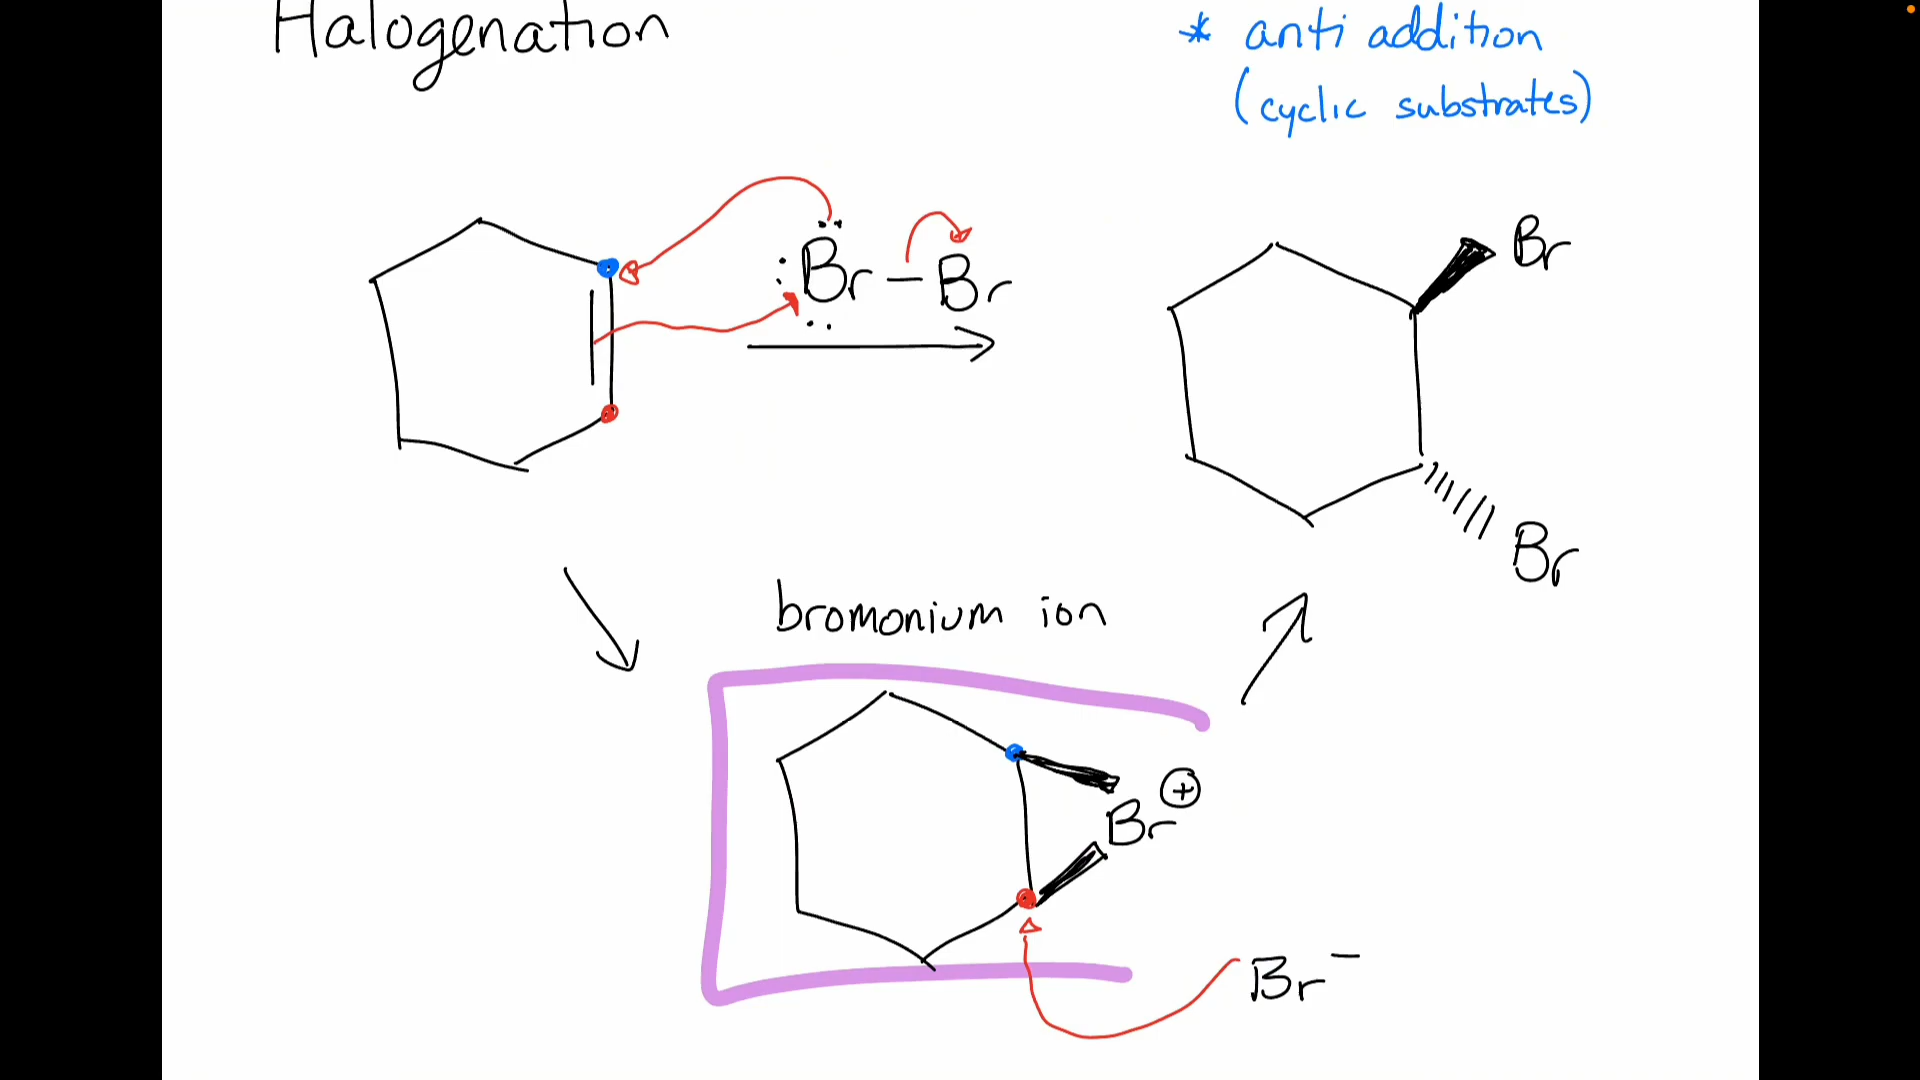 Halogenation
* anti addition
(cyclic substrates)
:Br-Br
Br
Br
bromonium ion
Br+
Br-